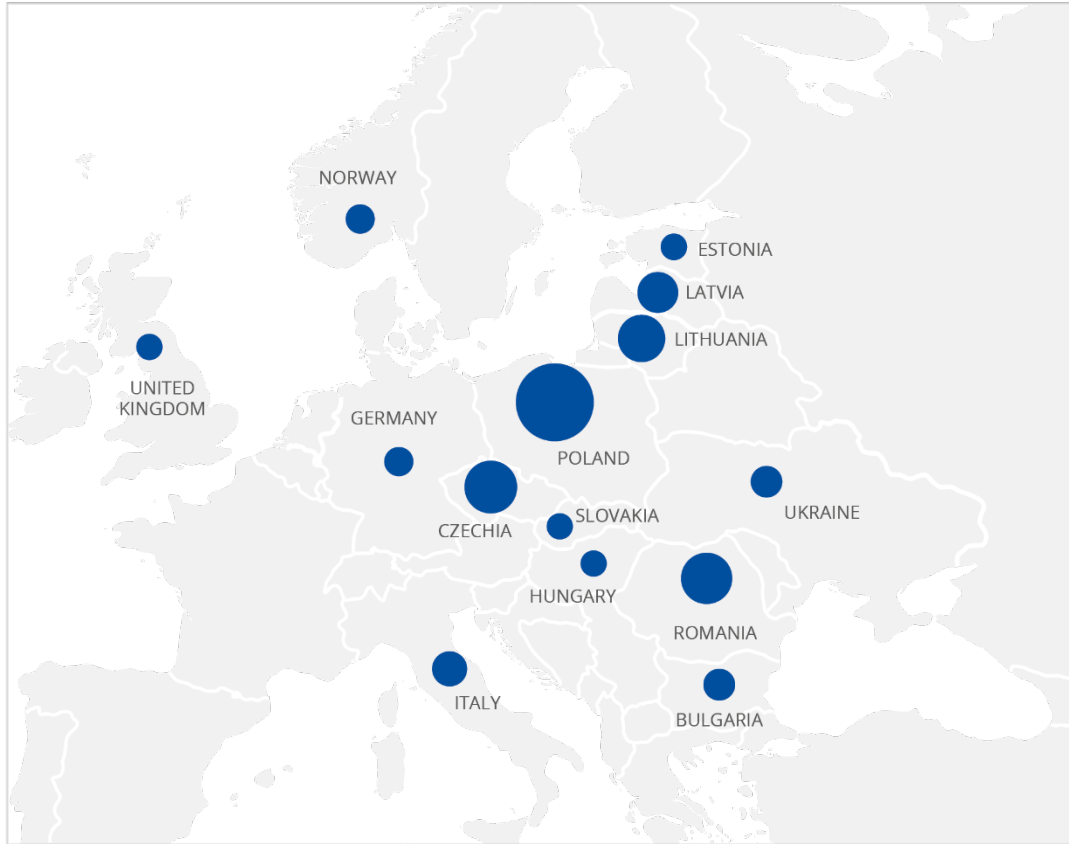 NORWAY
ESTONIA
LATVIA
LITHUANIA
UNITED
KINGDOM
GERMANY
POLAND
UKRAINE
SLOVAKIA
CZECHIA
HUNGARY
ROMANIA
ITALY
BULGARIA